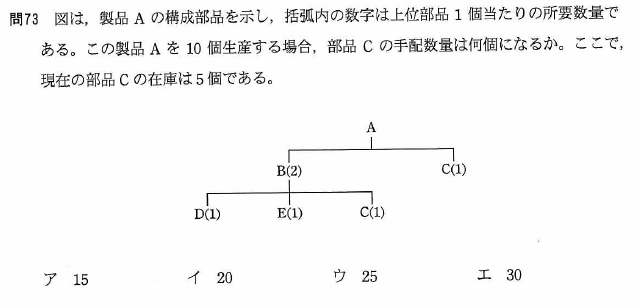 問73 図は，製品 A の構成部品を示し，括弧内の数字は上位部品 1 個当たりの所要数量で
ある。この製品 A を 10 個生産する場合，部品 C の手配数量は何個になるか。ここで，
現在の部品 C の在庫は 5 個である。
A
B(2) C(1)
D(1) E(1) C(1)
ア 15 イ 20 ウ 25 エ 30